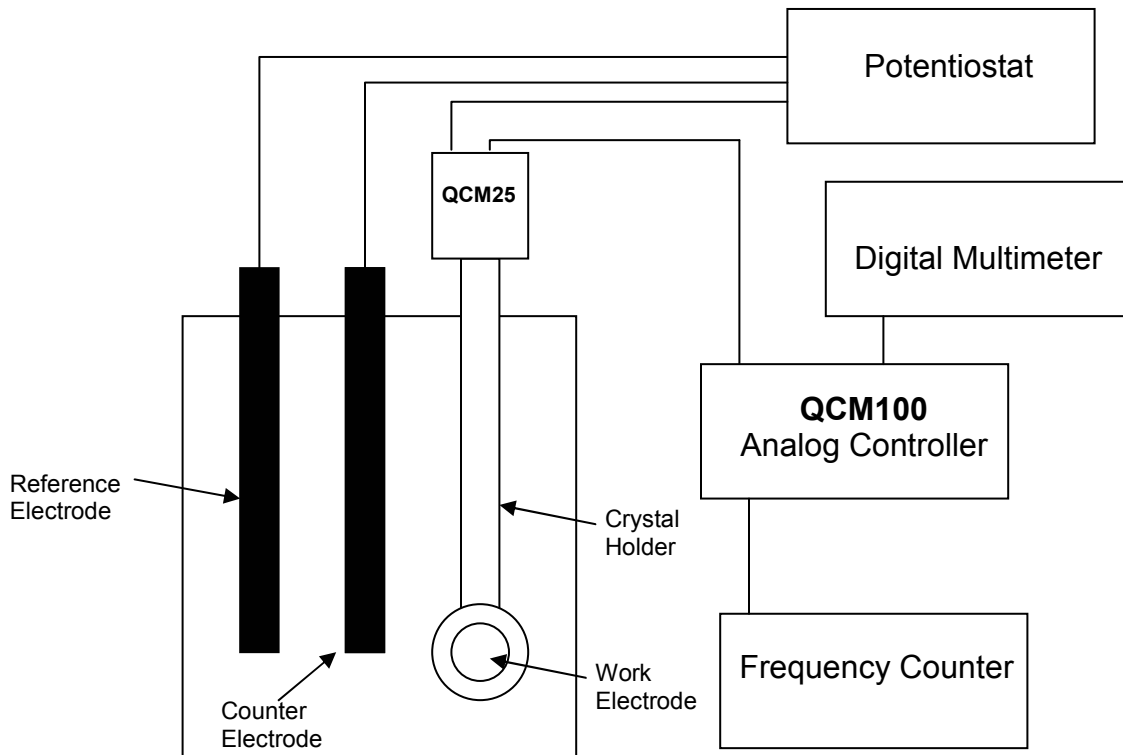 Potentiostat
QCM25
Digital Multimeter
QCM100
Analog Controller
Reference
Electrode
Crystal
Holder
Frequency Counter
Work
Electrode
Counter
Electrode